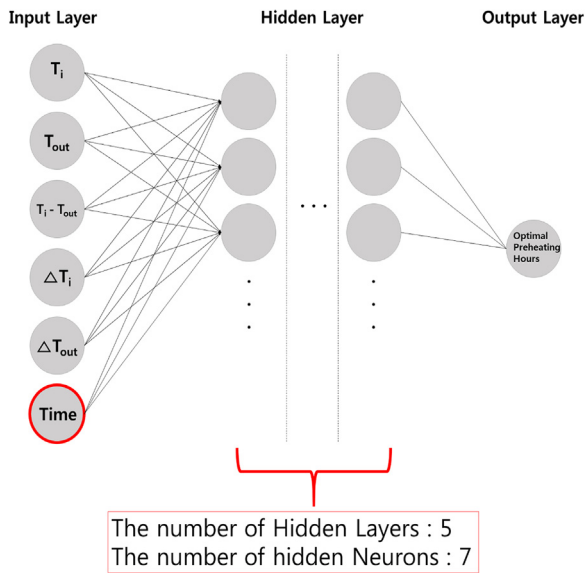 Input Layer
Hidden Layer
Output Layer
Ti
Tout
Ti - Tout
△Ti
△Tout
Time
. . .
Optimal
Preheating
Hours
The number of Hidden Layers : 5
The number of hidden Neurons : 7